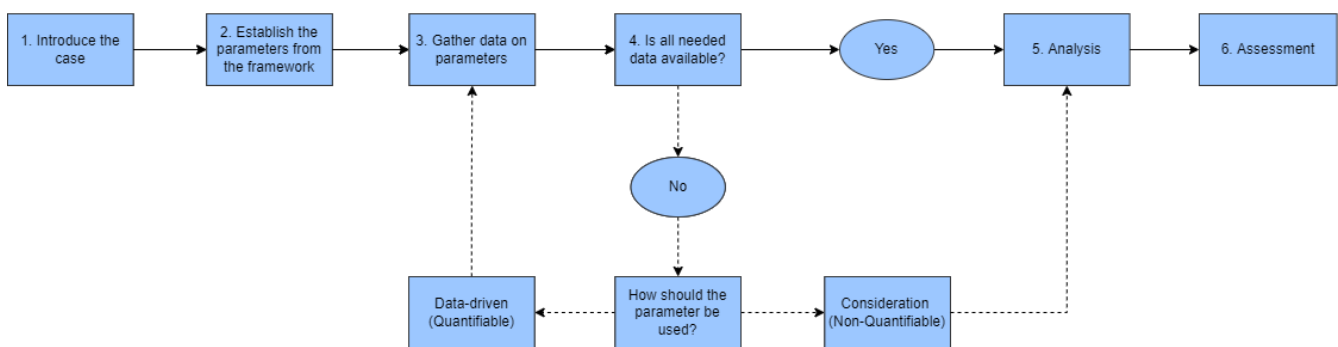 1. Introduce the
case
2. Establish the
parameters from
the framework
3. Gather data on
parameters
4. Is all needed
data available?
Yes
5. Analysis
6. Assessment
No
Data-driven
(Quantifiable)
How should the
parameter be
used?
Consideration
(Non-Quantifiable)